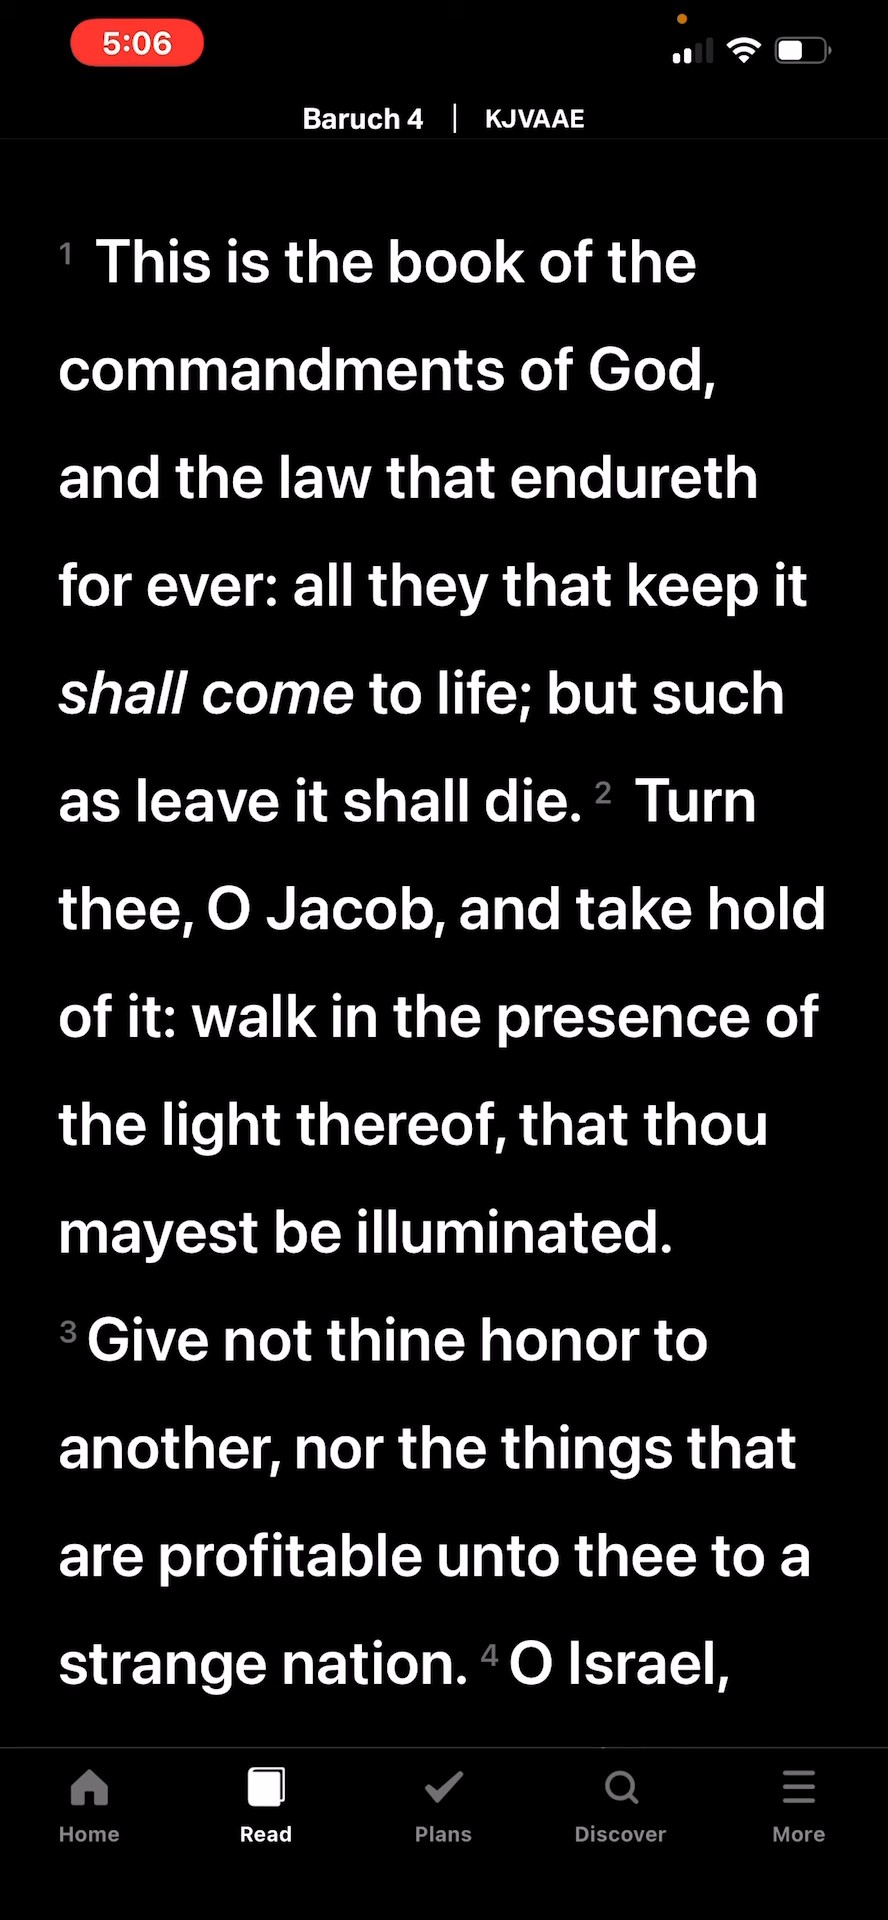 5:06
Baruch 4 | KJVAAE
1 This is the book of the
commandments of God,
and the law that endureth
for ever: all they that keep it
shall come to life; but such
as leave it shall die. 2 Turn
thee, O Jacob, and take hold
of it: walk in the presence of
the light thereof, that thou
mayest be illuminated.
3 Give not thine honor to
another, nor the things that
are profitable unto thee to a
strange nation. 4 O Israel,
Home Read Plans Discover More